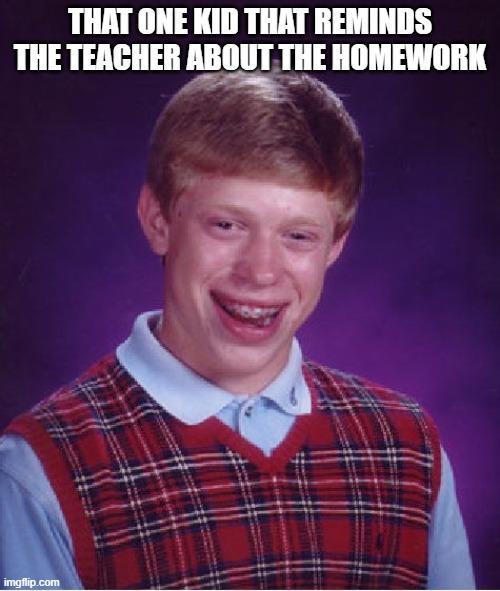 THAT ONE KID THAT REMINDS
THE TEACHER ABOUT THE HOMEWORK
imgflip.com